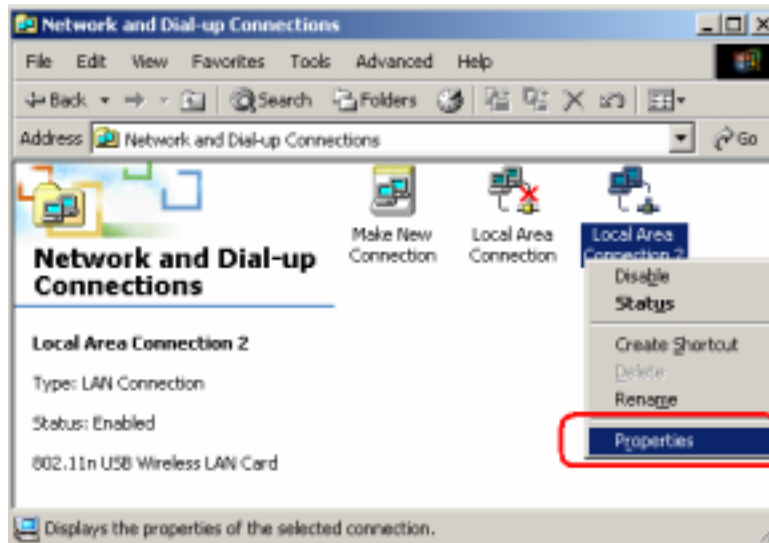 Network and Dial-up Connections
File Edit View Favorites Tools Advanced Help
Back Search Folders
Address Network and Dial-up Connections Go
Make New Connection
Local Area Connection
Local Area Connection 2
Network and Dial-up
Connections
Local Area Connection 2
Type: LAN Connection
Status: Enabled
802.11n USB Wireless LAN Card
Disable
Status
Create Shortcut
Delete
Rename
Properties
Displays the properties of the selected connection.